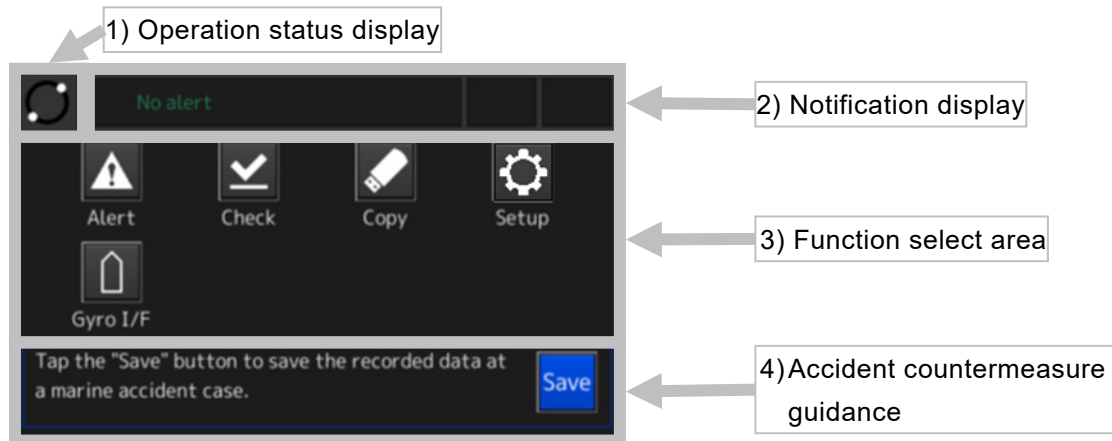 1) Operation status display
No alert
2) Notification display
Alert
Check
Copy
Setup
3) Function select area
Gyro I/F
Tap the "Save" button to save the recorded data at
a marine accident case.
Save
4) Accident countermeasure
guidance